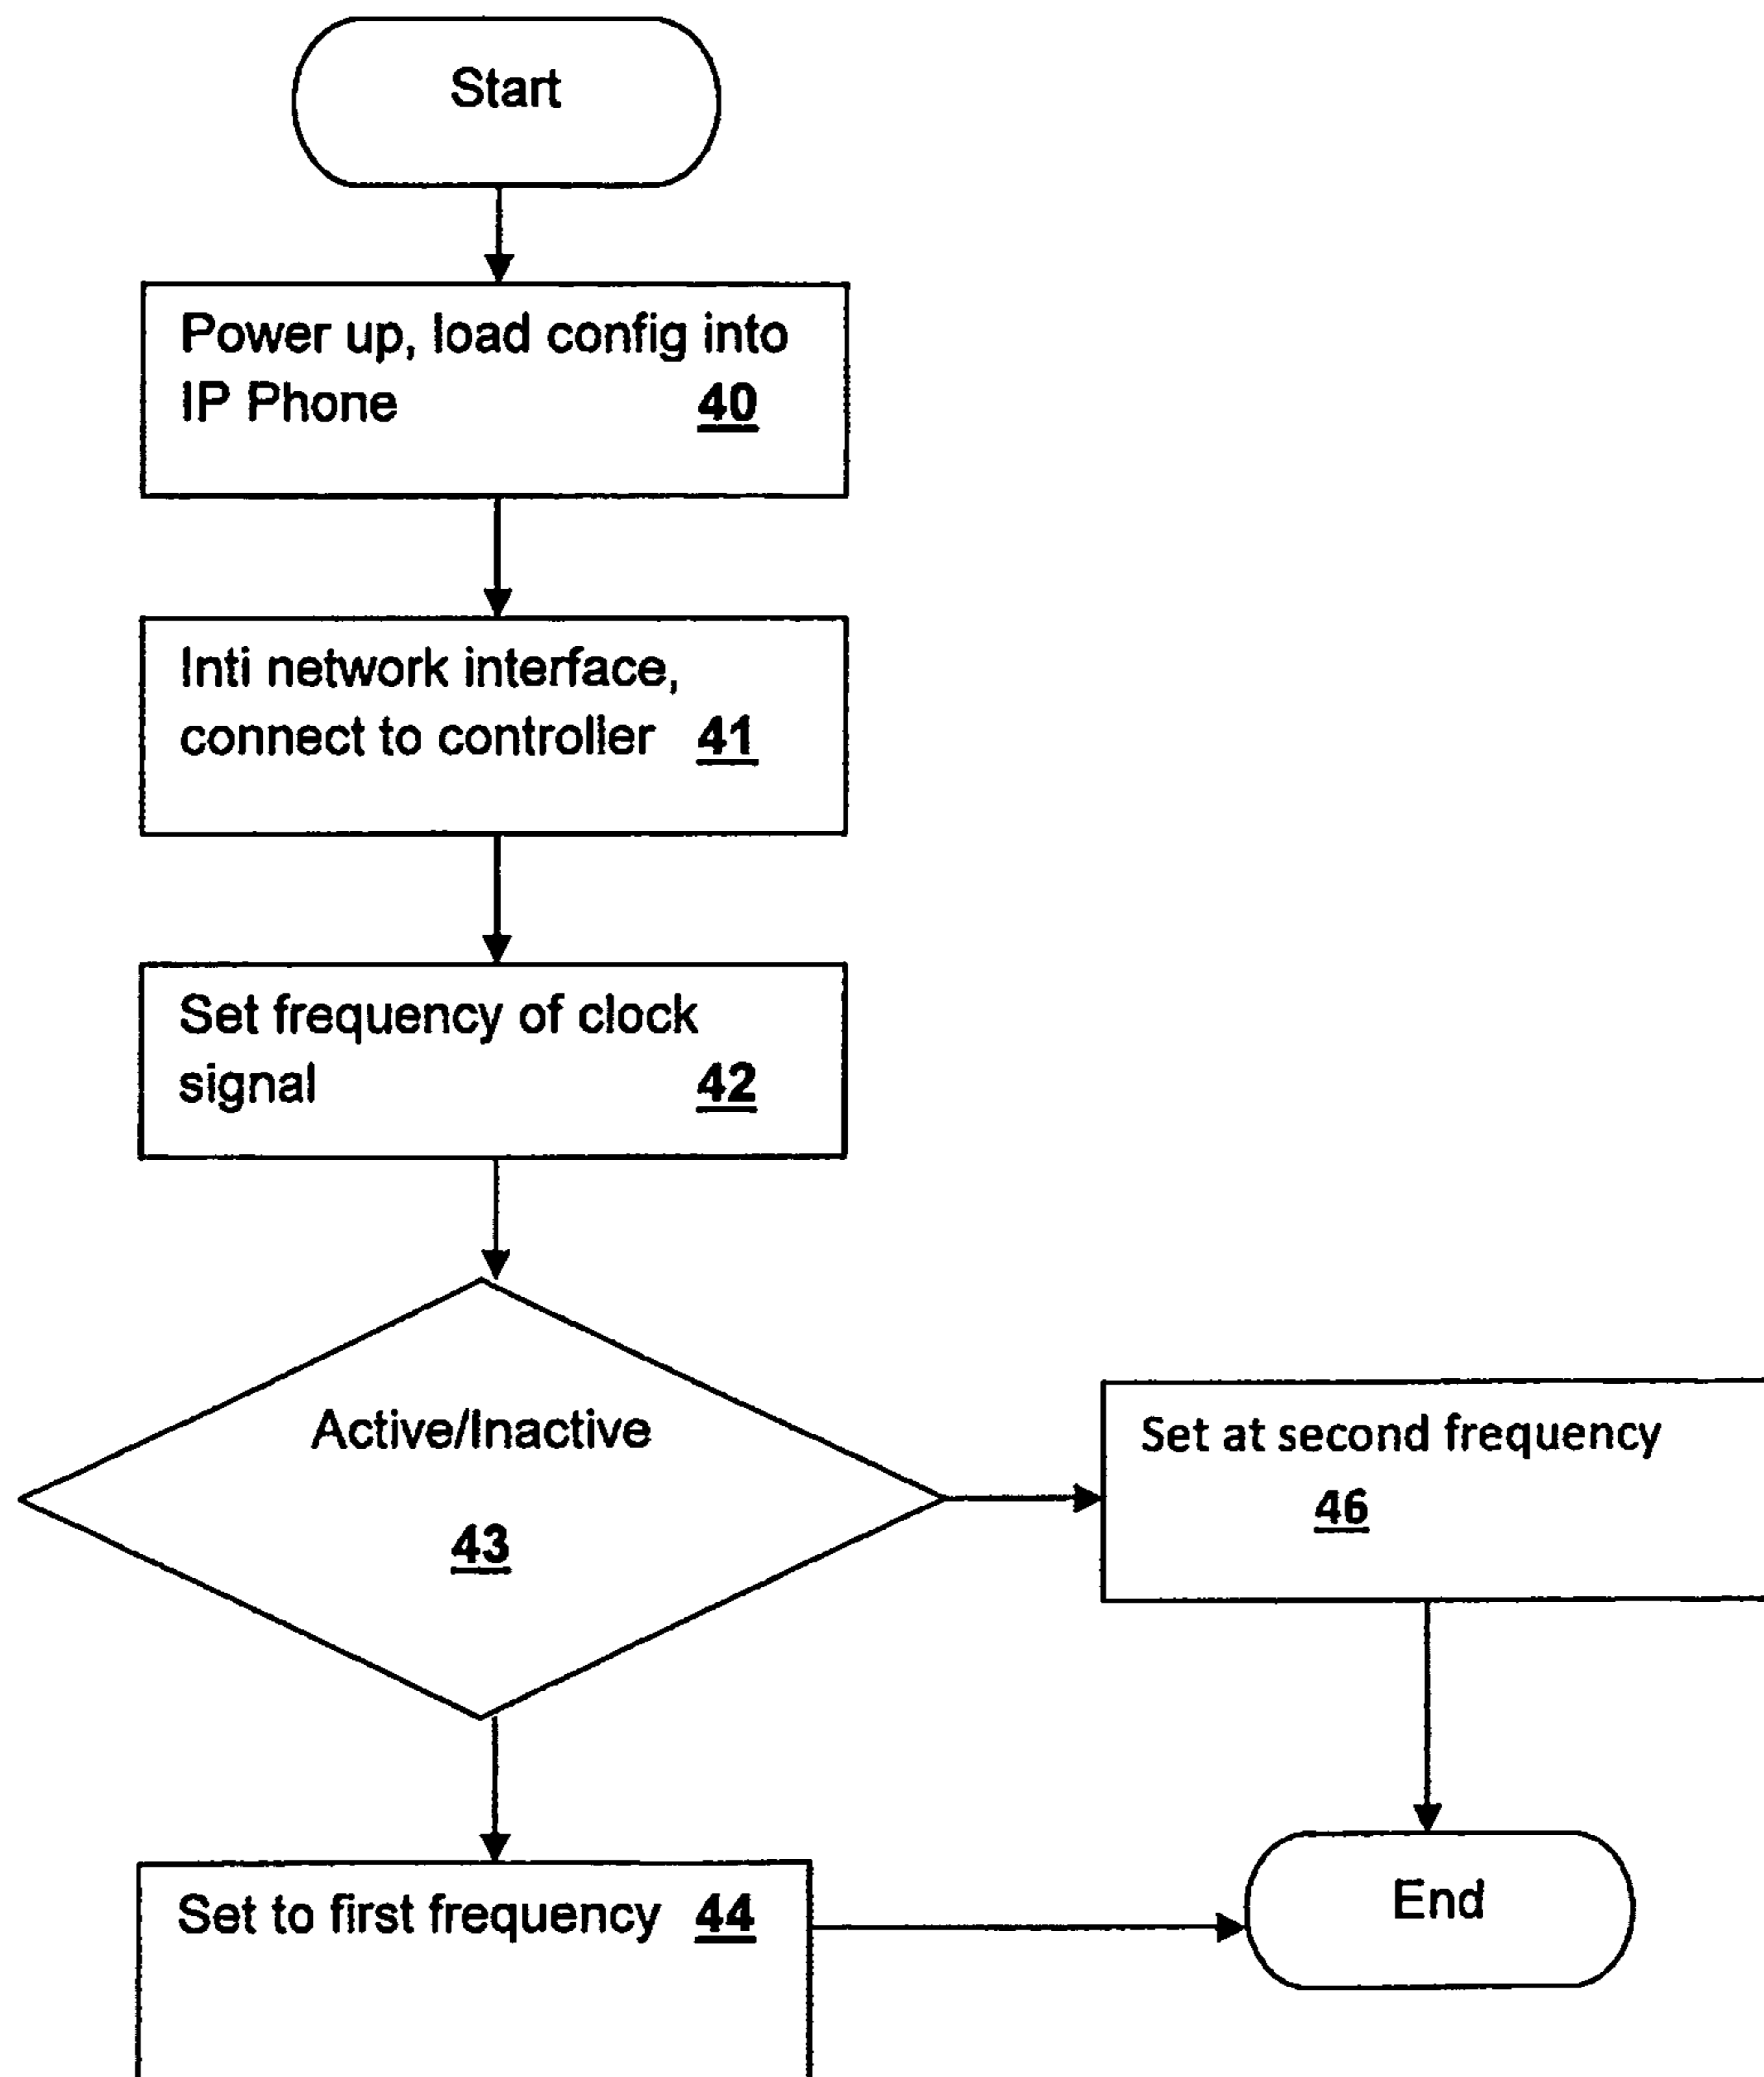 Start
Power up, load config into
IP Phone 40
Inti network interface,
connect to controller 41
Set frequency of clock
signal 42
Active/Inactive
43
Set at second frequency
46
Set to first frequency 44
End